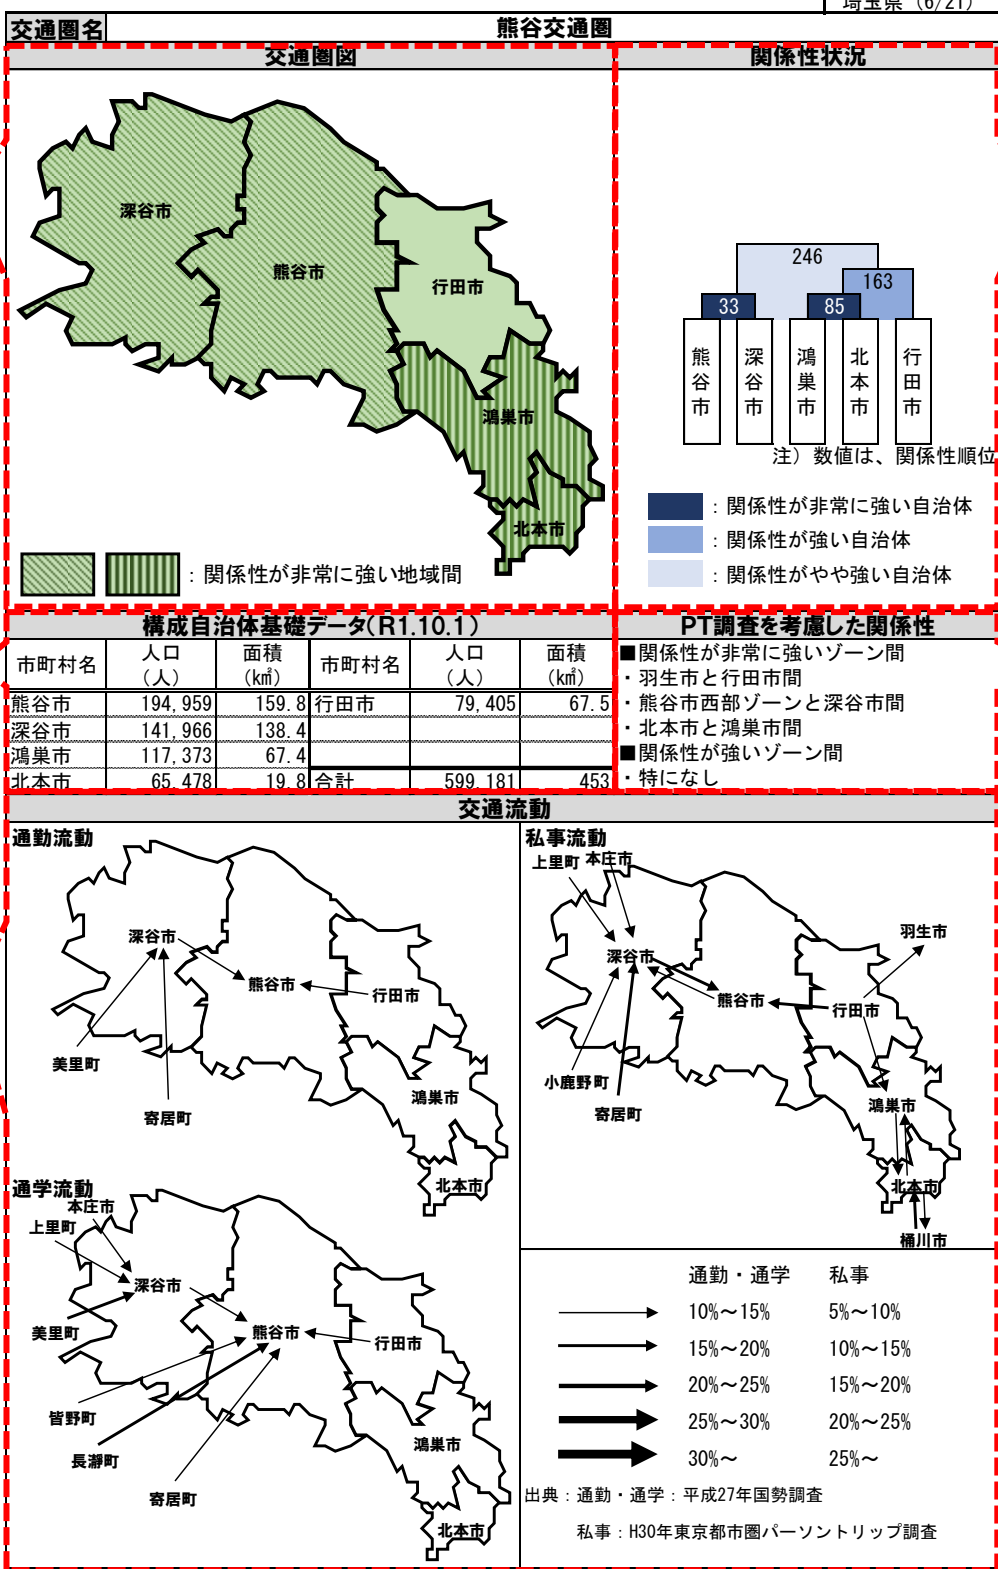 埼玉県（6/21）
交通圏名
熊谷交通圏
交通圏図
関係性状況
深谷市
熊谷市
行田市
鴻巣市
北本市
：関係性が非常に強い地域間
246
163
33
85
熊谷市
深谷市
鴻巣市
北本市
行田市
注）数値は、関係性順位
：関係性が非常に強い自治体
：関係性が強い自治体
：関係性がやや強い自治体
構成自治体基礎データ(R1.10.1)
市町村名 人口（人） 面積（k㎡） 市町村名 人口（人） 面積（k㎡）
熊谷市 194,959 159.8 行田市 79,405 67.5
深谷市 141,966 138.4
鴻巣市 117,373 67.4
北本市 65,478 19.8 合計 599,181 453
PT調査を考慮した関係性
■関係性が非常に強いゾーン間
・羽生市と行田市間
・熊谷市西部ゾーンと深谷市間
・北本市と鴻巣市間
■関係性が強いゾーン間
・特になし
交通流動
通勤流動
深谷市
熊谷市
行田市
美里町
寄居町
鴻巣市
北本市
通学流動
本庄市
上里町
深谷市
美里町
熊谷市
行田市
皆野町
長瀞町
寄居町
鴻巣市
北本市
私事流動
上里町
本庄市
羽生市
深谷市
熊谷市
行田市
小鹿野町
寄居町
鴻巣市
北本市
桶川市
通勤・通学 私事
10%～15% 5%～10%
15%～20% 10%～15%
20%～25% 15%～20%
25%～30% 20%～25%
30%～ 25%～
出典：通勤・通学：平成27年国勢調査
私事：H30年東京都市圏パーソントリップ調査